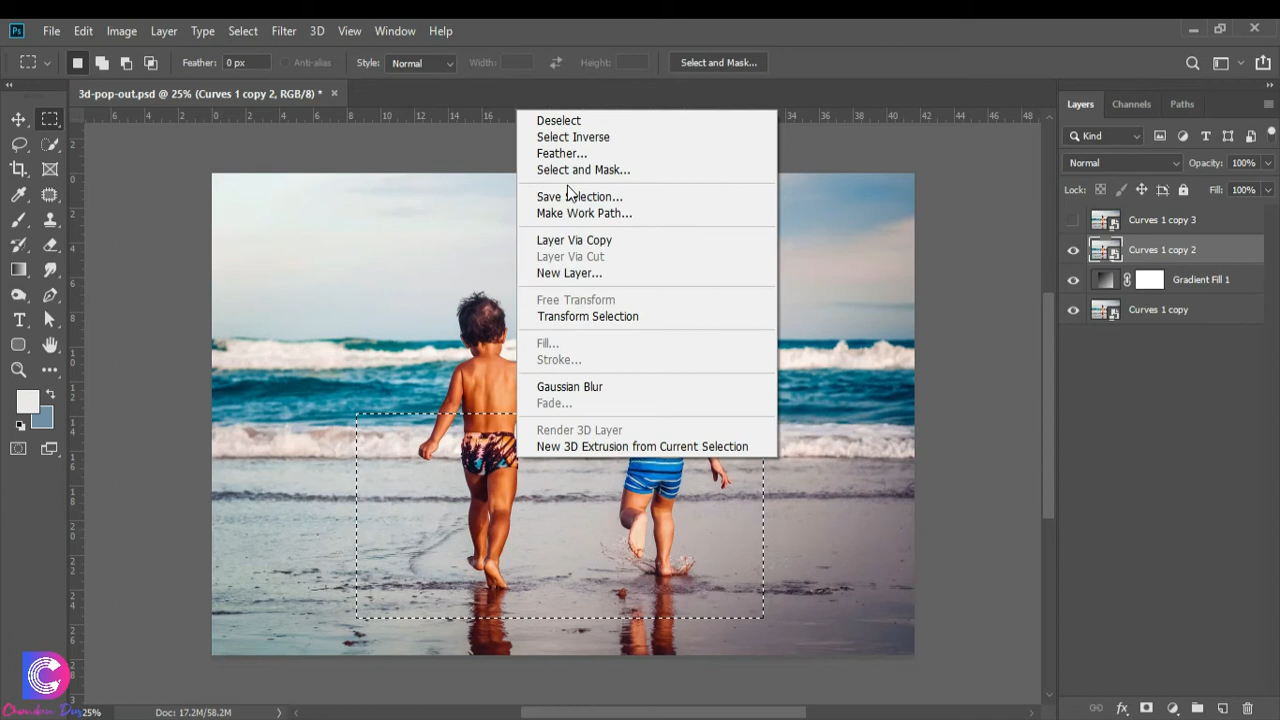 Ps File Edit Image Layer Type Select Filter 3D View Window Help
Feather: 0 px Anti-alias Style: Normal Width: Height: Select and Mask...
3d-pop-out.psd @ 25% (Curves 1 copy 2, RGB/8) *
Layers Channels Paths
Kind
Normal Opacity: 100%
Lock: Fill: 100%
Curves 1 copy 3
Curves 1 copy 2
Gradient Fill 1
Curves 1 copy
Deselect
Select Inverse
Feather...
Select and Mask...
Save Selection...
Make Work Path...
Layer Via Copy
Layer Via Cut
New Layer...
Free Transform
Transform Selection
Fill...
Stroke...
Gaussian Blur
Fade...
Render 3D Layer
New 3D Extrusion from Current Selection
25% Doc: 17.2M/58.2M